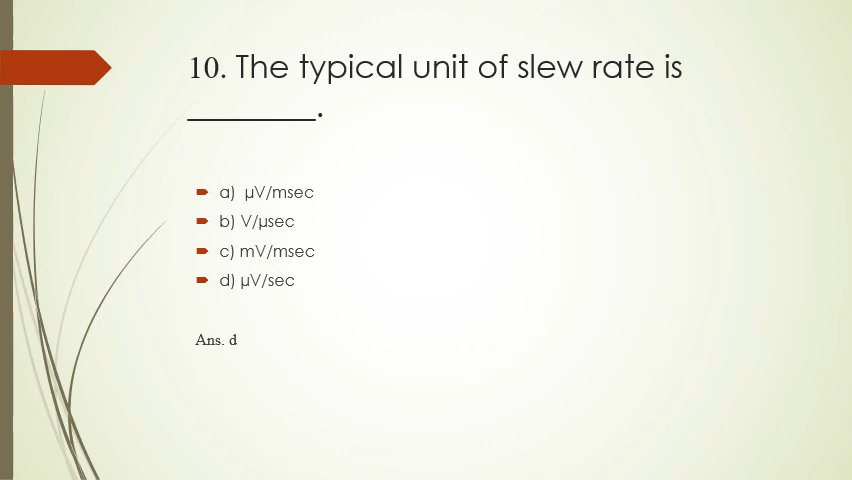 10. The typical unit of slew rate is
________.
a) µV/msec
b) V/µsec
c) mV/msec
d) µV/sec
Ans. d